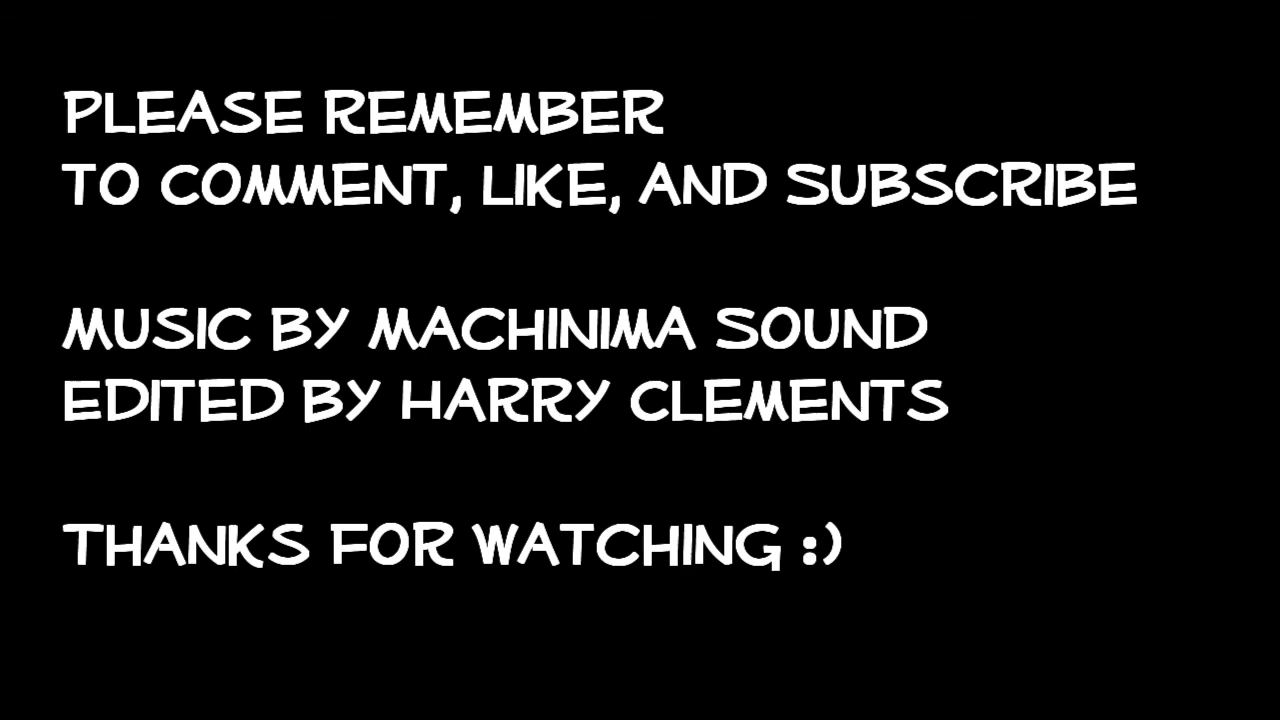 PLEASE REMEMBER
TO COMMENT, LIKE, AND SUBSCRIBE
MUSIC BY MACHINIMA SOUND
EDITED BY HARRY CLEMENTS
THANKS FOR WATCHING :)